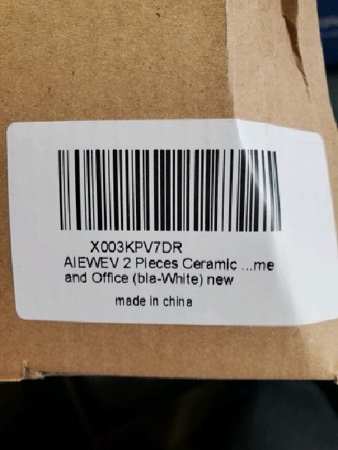 X003KPV7DR
AIEWEV 2 Pieces Ceramic ...me
and Office (bla-White) new
made in china